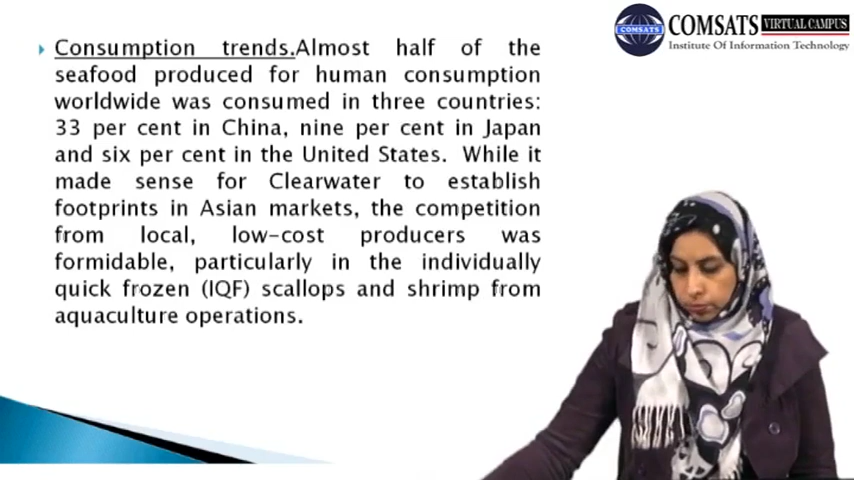 COMSATS VIRTUAL CAMPUS
COMSATS
Institute Of Information Technology
Consumption trends.Almost half of the
seafood produced for human consumption
worldwide was consumed in three countries:
33 per cent in China, nine per cent in Japan
and six per cent in the United States. While it
made sense for Clearwater to establish
footprints in Asian markets, the competition
from local, low-cost producers was
formidable, particularly in the individually
quick frozen (IQF) scallops and shrimp from
aquaculture operations.